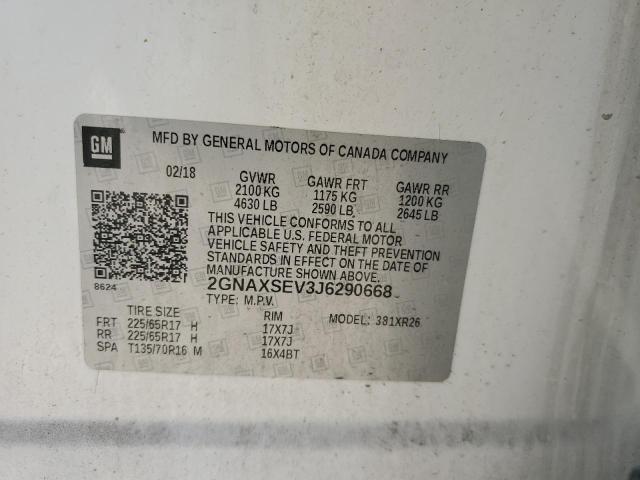 GM
MFD BY GENERAL MOTORS OF CANADA COMPANY
02/18 GVWR GAWR FRT GAWR RR
2100 KG 1175 KG 1200 KG
4630 LB 2590 LB 2645 LB
THIS VEHICLE CONFORMS TO ALL
APPLICABLE U.S. FEDERAL MOTOR
VEHICLE SAFETY AND THEFT PREVENTION
STANDARDS IN EFFECT ON THE DATE OF
MANUFACTURE SHOWN ABOVE.
8624 2GNAXSEV3J6290668
TYPE: M.P.V.
TIRE SIZE RIM MODEL: 381XR26
FRT 225/65R17 H 17X7J
RR 225/65R17 H 17X7J
SPA T135/70R16 M 16X4BT